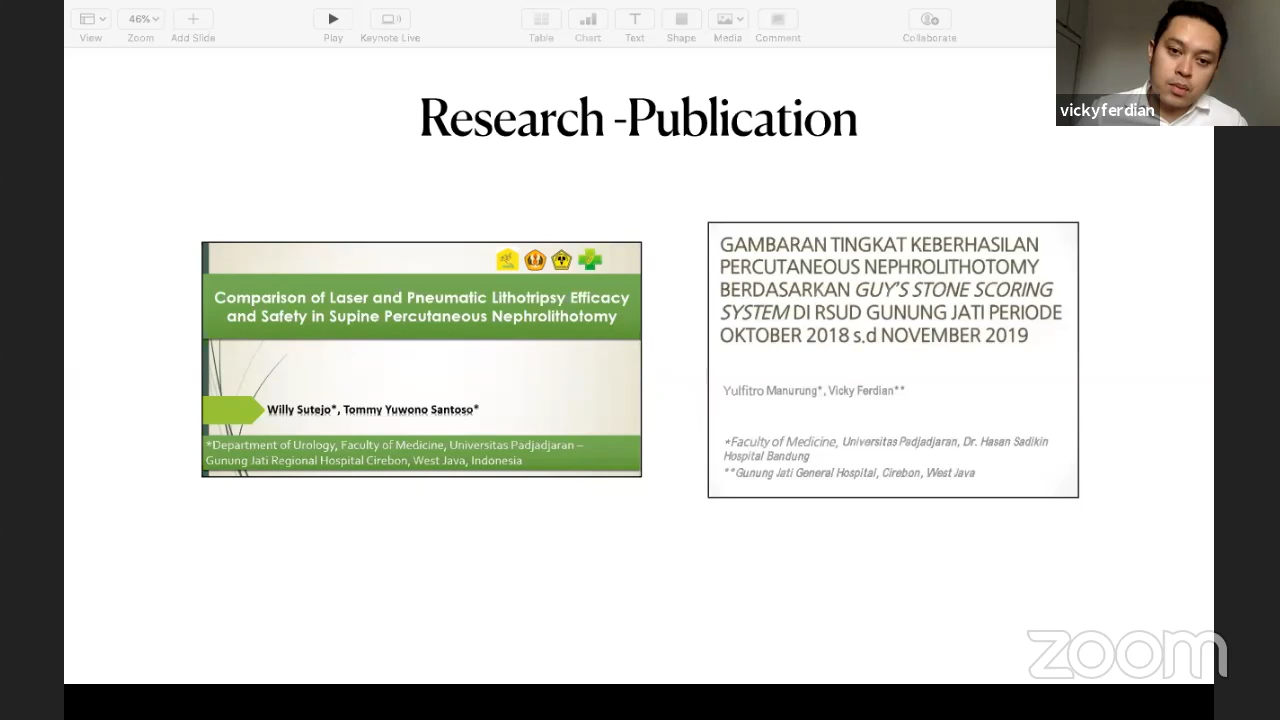 46%
View
Zoom
Add Slide
Play
Keynote Live
Table
Chart
Text
Shape
Media
Comment
Collaborate
vickyferdian
Research -Publication
Comparison of Laser and Pneumatic Lithotripsy Efficacy
and Safety in Supine Percutaneous Nephrolithotomy
Willy Sutejo*, Tommy Yuwono Santoso*
*Department of Urology, Faculty of Medicine, Universitas Padjadjaran –
Gunung Jati Regional Hospital Cirebon, West Java, Indonesia
GAMBARAN TINGKAT KEBERHASILAN
PERCUTANEOUS NEPHROLITHOTOMY
BERDASARKAN GUY'S STONE SCORING
SYSTEM DI RSUD GUNUNG JATI PERIODE
OKTOBER 2018 s.d NOVEMBER 2019
Yulfitro Manurung*, Vicky Ferdian**
*Faculty of Medicine, Universitas Padjadjaran, Dr. Hasan Sadikin
Hospital Bandung
**Gunung Jati General Hospital, Cirebon, West Java
zoom